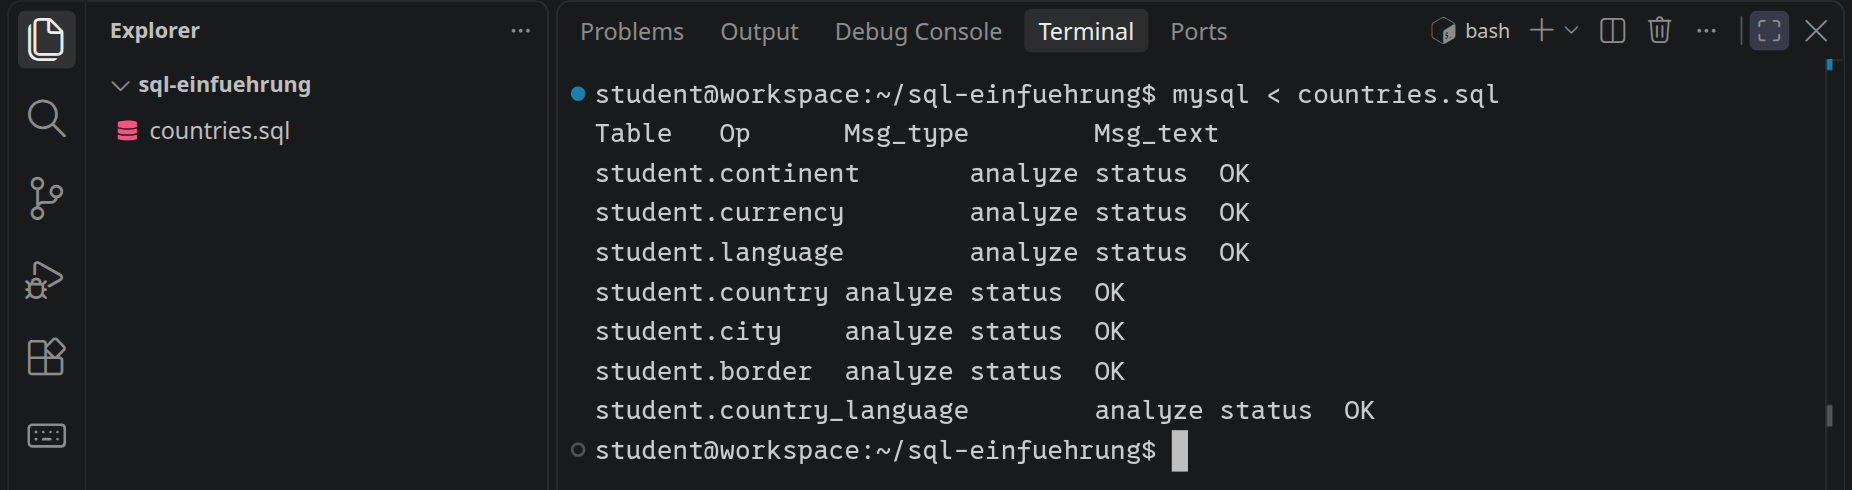 Explorer
sql-einfuehrung
countries.sql
Problems Output Debug Console Terminal Ports bash
student@workspace:~/sql-einfuehrung$ mysql < countries.sql
Table Op Msg_type Msg_text
student.continent analyze status OK
student.currency analyze status OK
student.language analyze status OK
student.country analyze status OK
student.city analyze status OK
student.border analyze status OK
student.country_language analyze status OK
student@workspace:~/sql-einfuehrung$